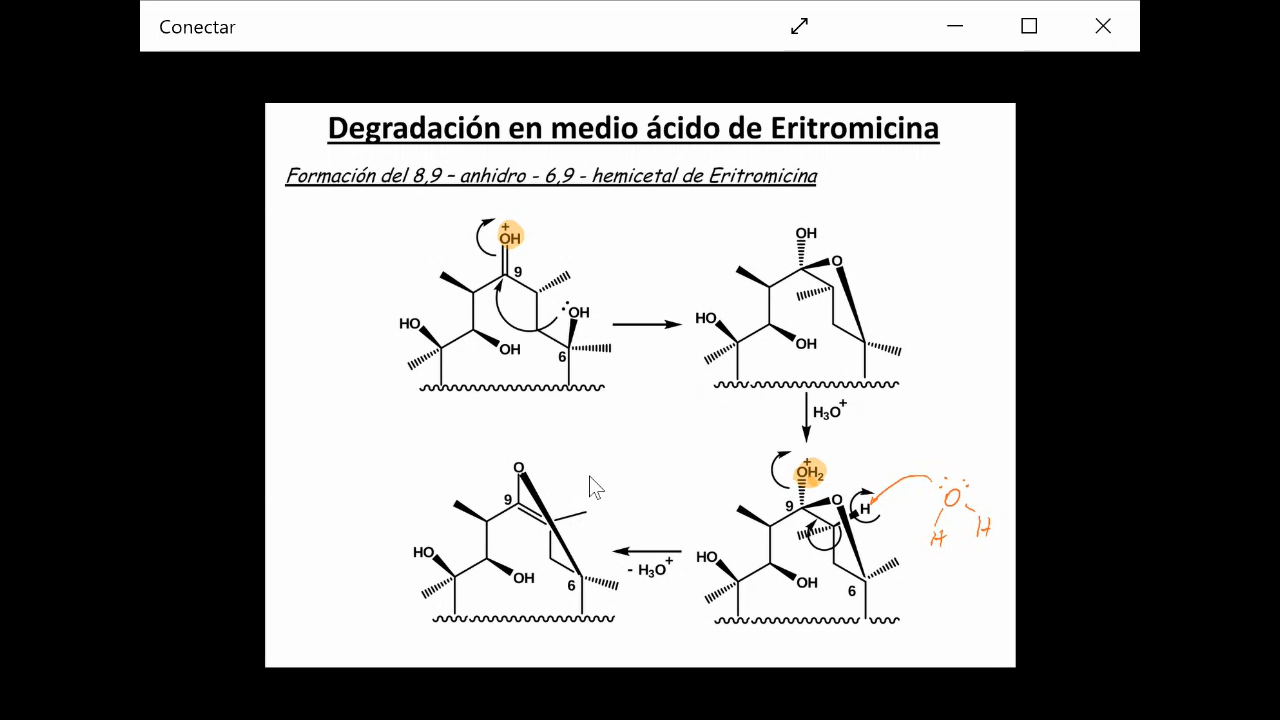 Conectar
Degradación en medio ácido de Eritromicina
Formación del 8,9 – anhidro - 6,9 - hemicetal de Eritromicina
+
OH
9
HO
OH
:OH
6
OH
O
HO
OH
H₃O⁺
+
OH₂
9
O
H
HO
OH
6
O
H
H
- H₃O⁺
O
9
HO
OH
6